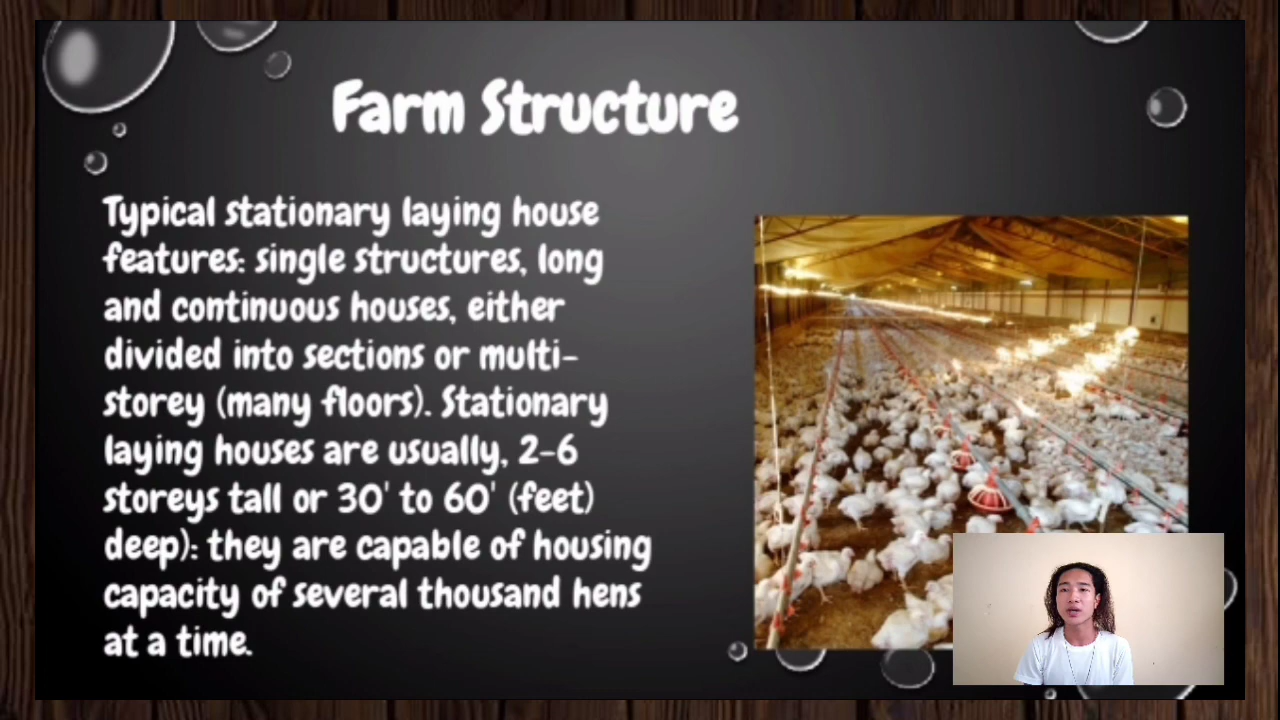 Farm Structure
Typical stationary laying house
features: single structures, long
and continuous houses, either
divided into sections or multi-
storey (many floors). Stationary
laying houses are usually, 2-6
storeys tall or 30' to 60' (feet)
deep): they are capable of housing
capacity of several thousand hens
at a time.